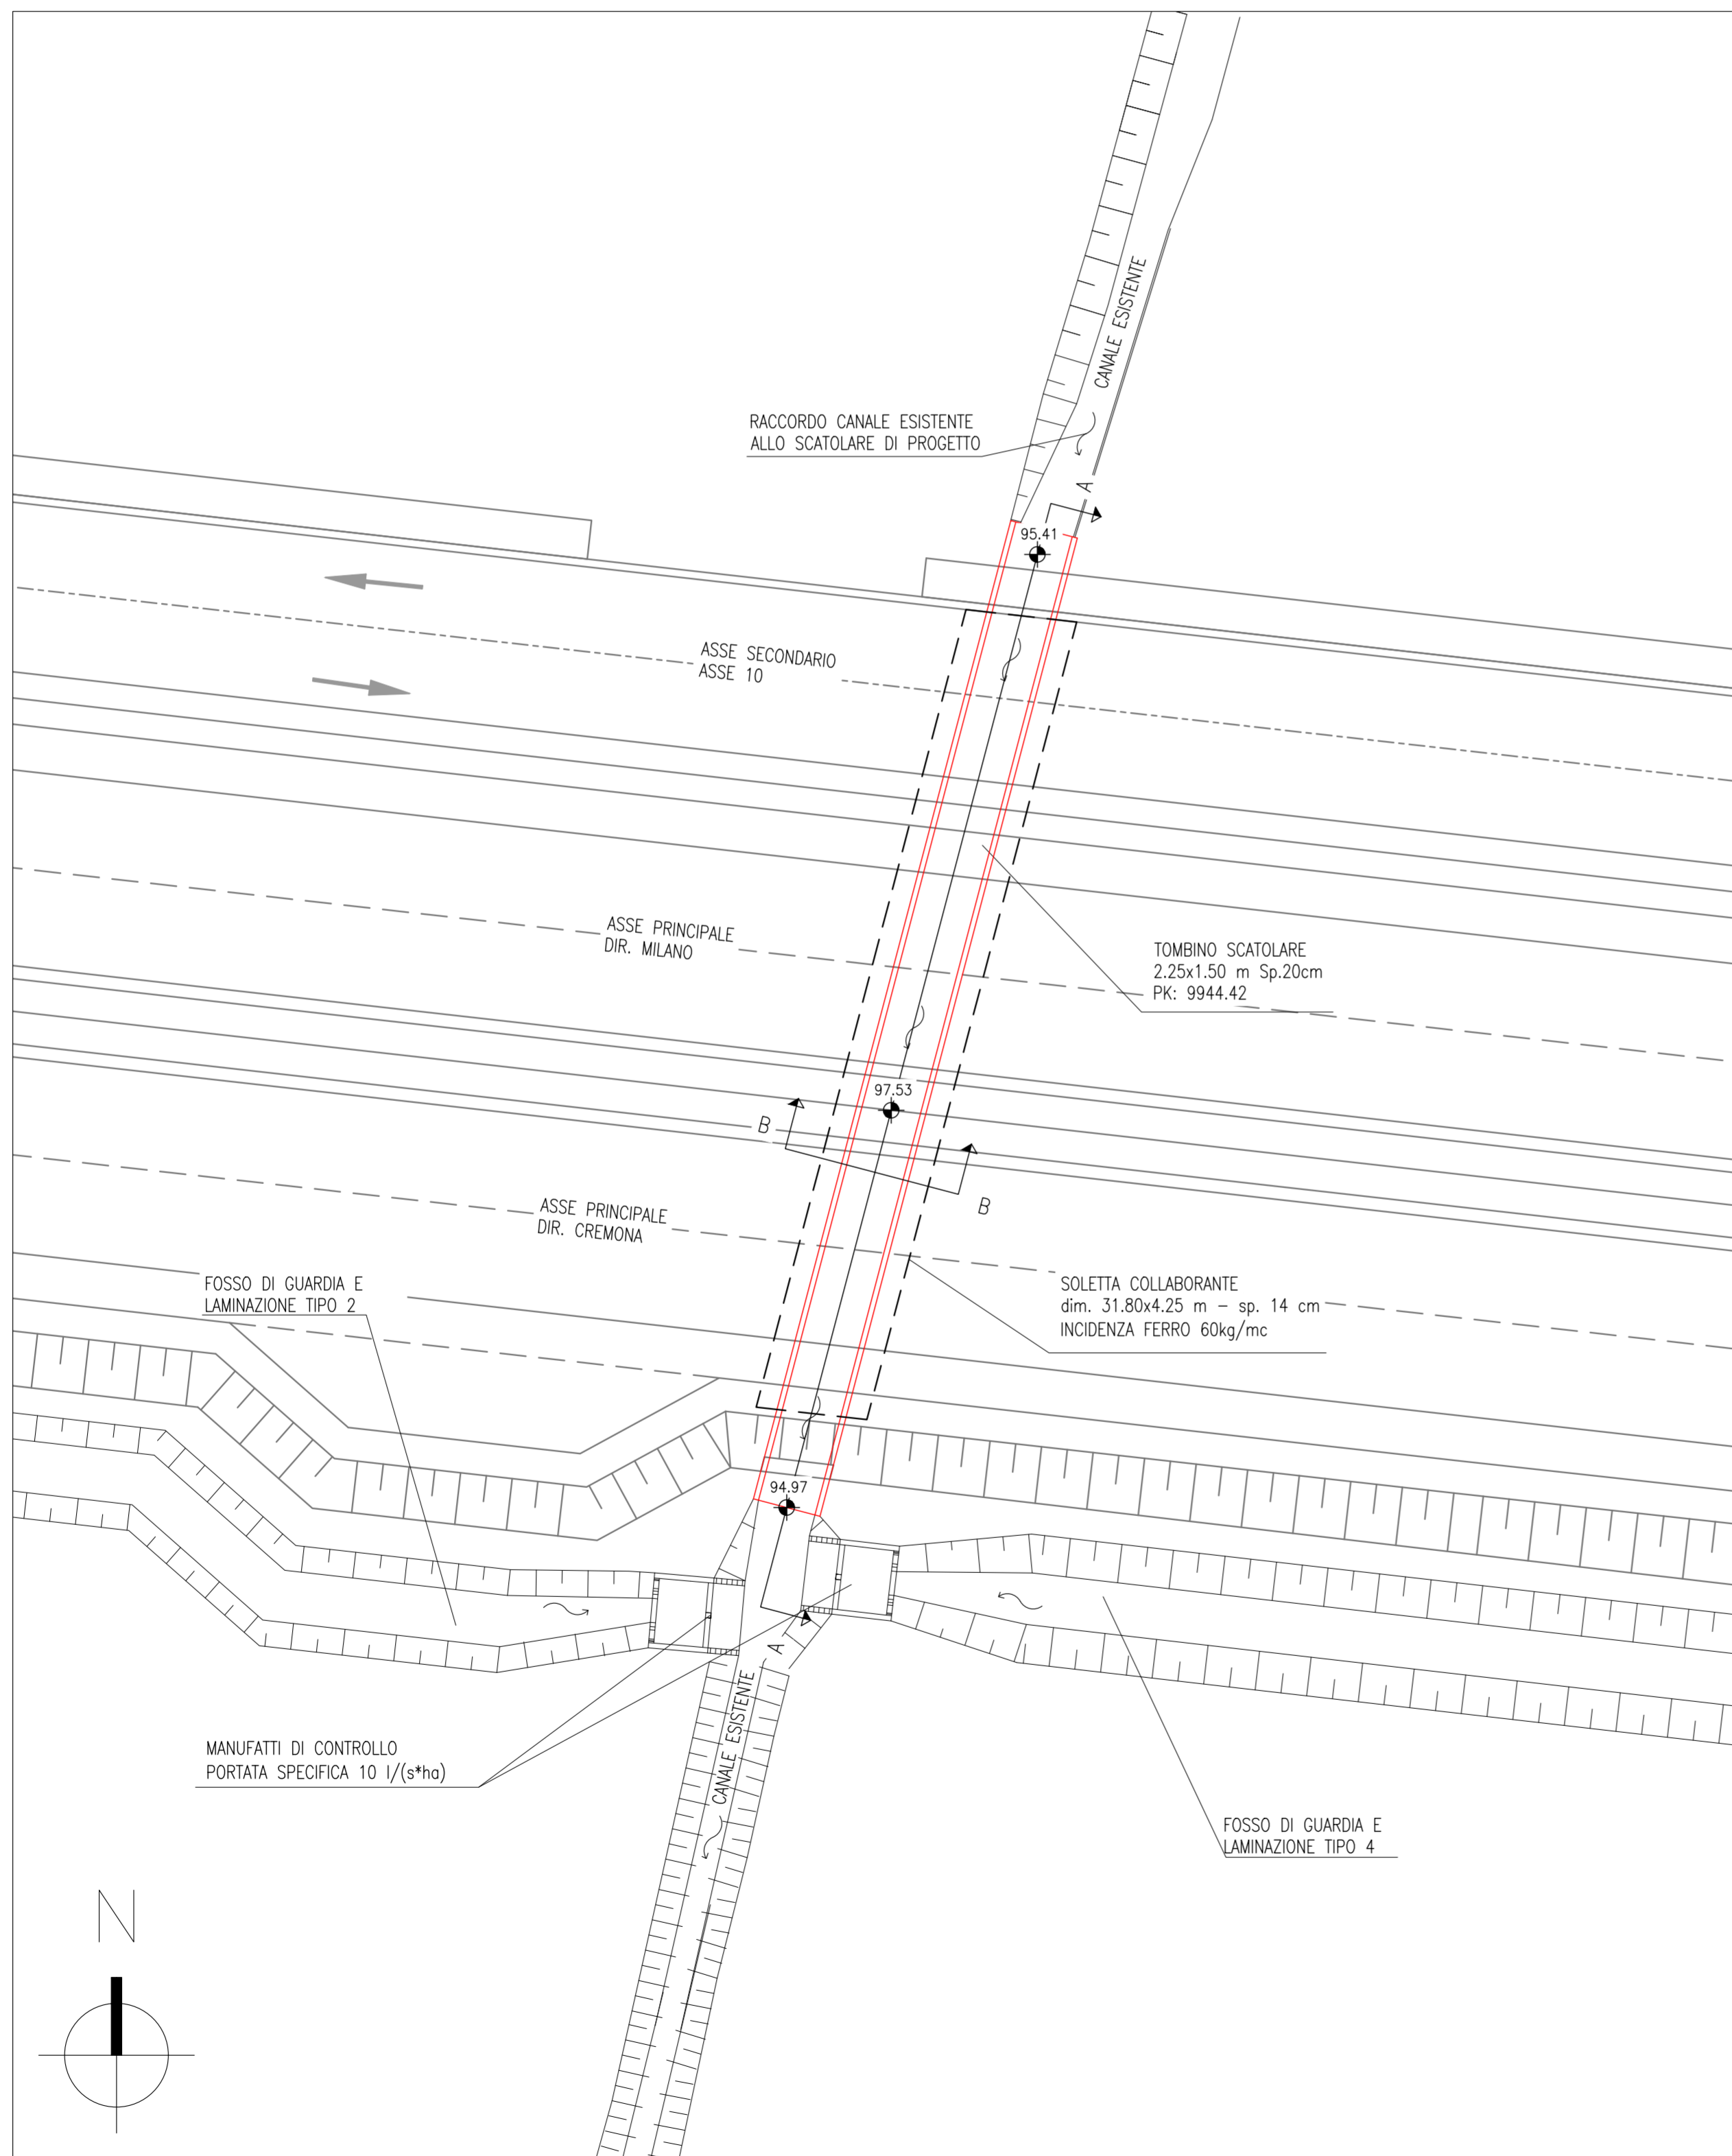 CANALE ESISTENTE
RACCORDO CANALE ESISTENTE
ALLO SCATOLARE DI PROGETTO
A
95.41
ASSE SECONDARIO
ASSE 10
ASSE PRINCIPALE
DIR. MILANO
TOMBINO SCATOLARE
2.25x1.50 m Sp.20cm
PK: 9944.42
97.53
B
B
ASSE PRINCIPALE
DIR. CREMONA
FOSSO DI GUARDIA E
LAMINAZIONE TIPO 2
SOLETTA COLLABORANTE
dim. 31.80x4.25 m – sp. 14 cm
INCIDENZA FERRO 60kg/mc
94.97
A
CANALE ESISTENTE
MANUFATTI DI CONTROLLO
PORTATA SPECIFICA 10 l/(s*ha)
FOSSO DI GUARDIA E
LAMINAZIONE TIPO 4
N